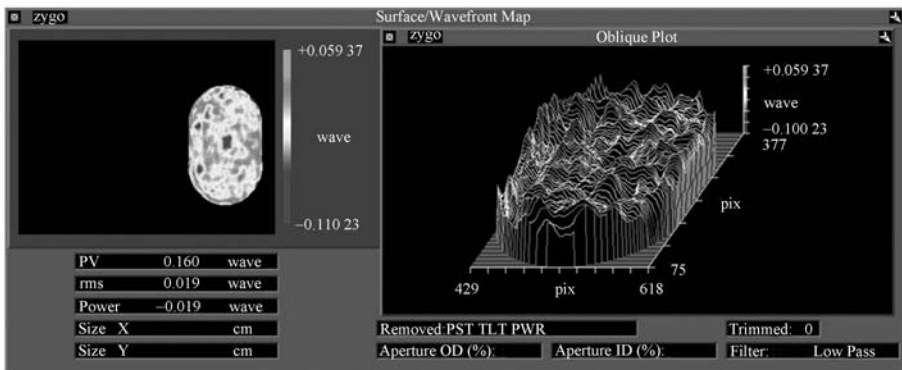 zygo Surface/Wavefront Map
+0.059 37
wave
−0.110 23
zygo Oblique Plot
+0.059 37
wave
−0.100 23
377
pix
75
429 pix 618
PV 0.160 wave
rms 0.019 wave
Power −0.019 wave
Size X cm
Size Y cm
Removed:PST TLT PWR Trimmed: 0
Aperture OD (%): Aperture ID (%): Filter: Low Pass